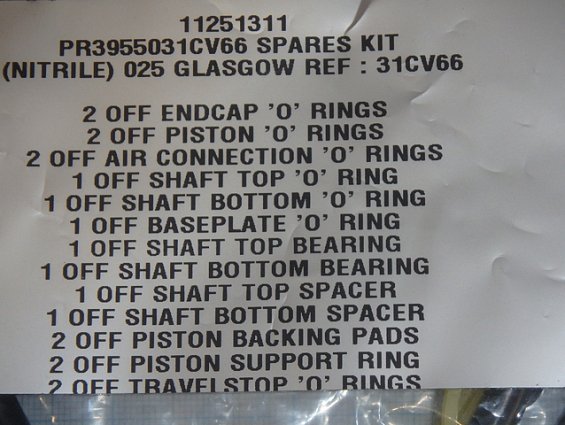 11251311
PR3955031CV66 SPARES KIT
(NITRILE) 025 GLASGOW REF : 31CV66
2 OFF ENDCAP 'O' RINGS
2 OFF PISTON 'O' RINGS
2 OFF AIR CONNECTION 'O' RINGS
1 OFF SHAFT TOP 'O' RING
1 OFF SHAFT BOTTOM 'O' RING
1 OFF BASEPLATE 'O' RING
1 OFF SHAFT TOP BEARING
1 OFF SHAFT BOTTOM BEARING
1 OFF SHAFT TOP SPACER
1 OFF SHAFT BOTTOM SPACER
2 OFF PISTON BACKING PADS
2 OFF PISTON SUPPORT RING
2 OFF TRAVELSTOP 'O' RINGS